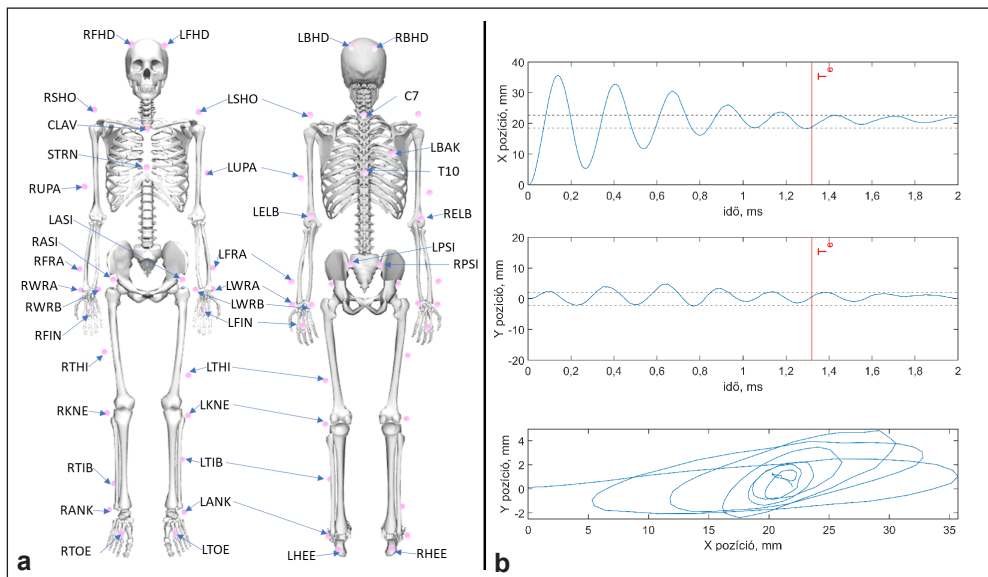 RFHD
LFHD
RSHO
LSHO
CLAV
STRN
RUPA
LUPA
LASI
RASI
RFRA
LFRA
RWRA
LWRA
RWRB
LWRB
RFIN
LFIN
RTHI
LTHI
RKNE
LKNE
RTIB
LTIB
RANK
LANK
RTOE
LTOE
LBHD
RBHD
C7
LBAK
T10
LELB
RELB
LPSI
RPSI
LHEE
RHEE
a
X pozíció, mm
40
30
20
10
0
Te
0 0,2 0,4 0,6 0,8 1 1,2 1,4 1,6 1,8 2
idő, ms
Y pozíció, mm
20
10
0
-10
-20
Te
0 0,2 0,4 0,6 0,8 1 1,2 1,4 1,6 1,8 2
idő, ms
Y pozíció, mm
4
2
0
-2
0 5 10 15 20 25 30 35
X pozíció, mm
b